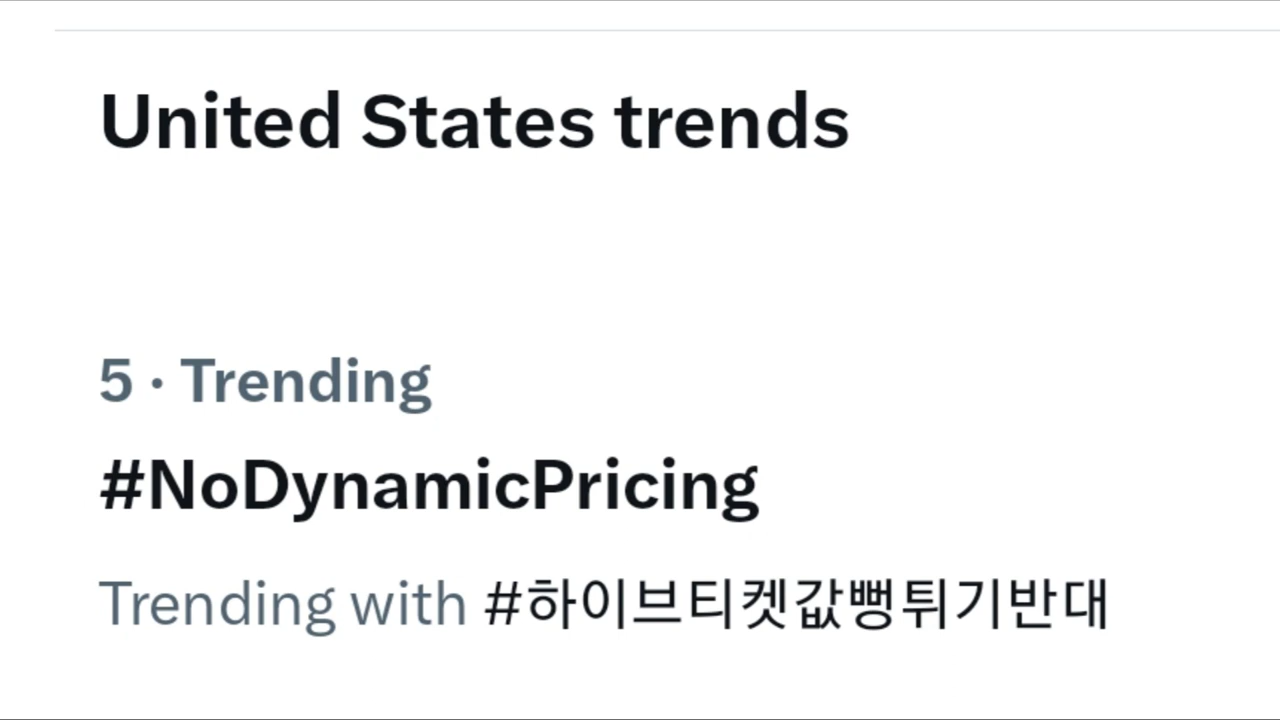 United States trends
5 · Trending
#NoDynamicPricing
Trending with #하이브티켓값뻥튀기반대